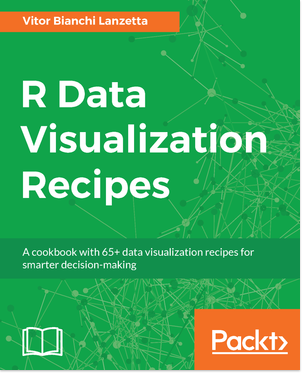 Vitor Bianchi Lanzetta
R Data
Visualization
Recipes
A cookbook with 65+ data visualization recipes for
smarter decision-making
Packt>